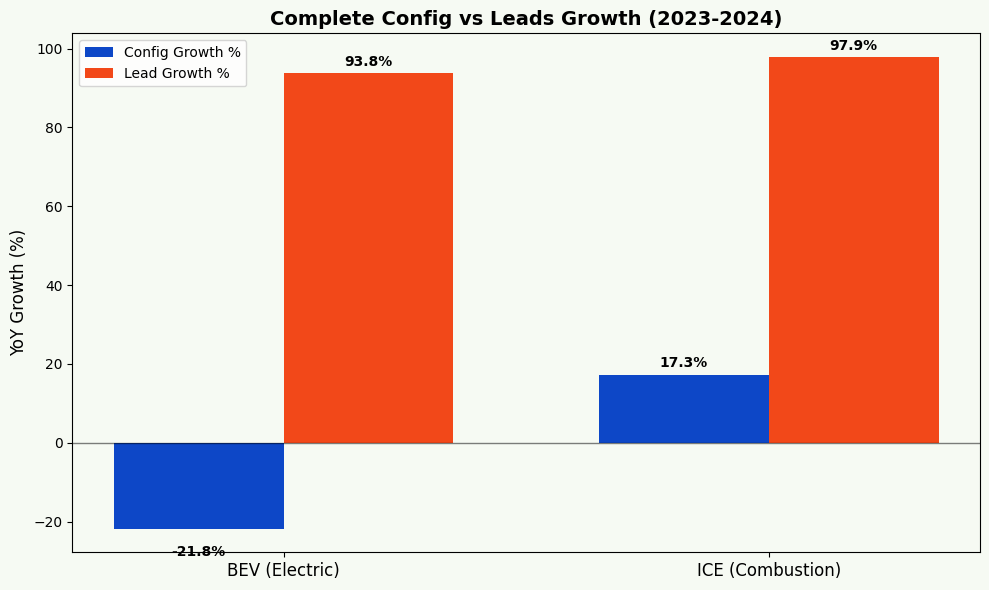 Complete Config vs Leads Growth (2023-2024)
Config Growth %
Lead Growth %
YoY Growth (%)
100
80
60
40
20
0
−20
93.8%
97.9%
17.3%
-21.8%
BEV (Electric)
ICE (Combustion)